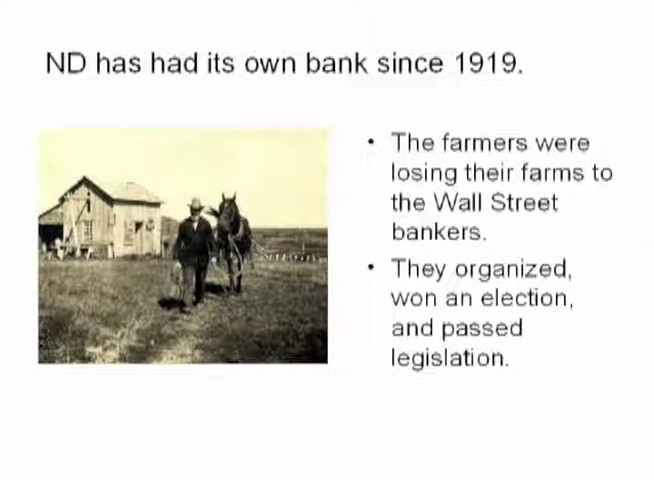 ND has had its own bank since 1919.
• The farmers were
losing their farms to
the Wall Street
bankers.
• They organized,
won an election,
and passed
legislation.